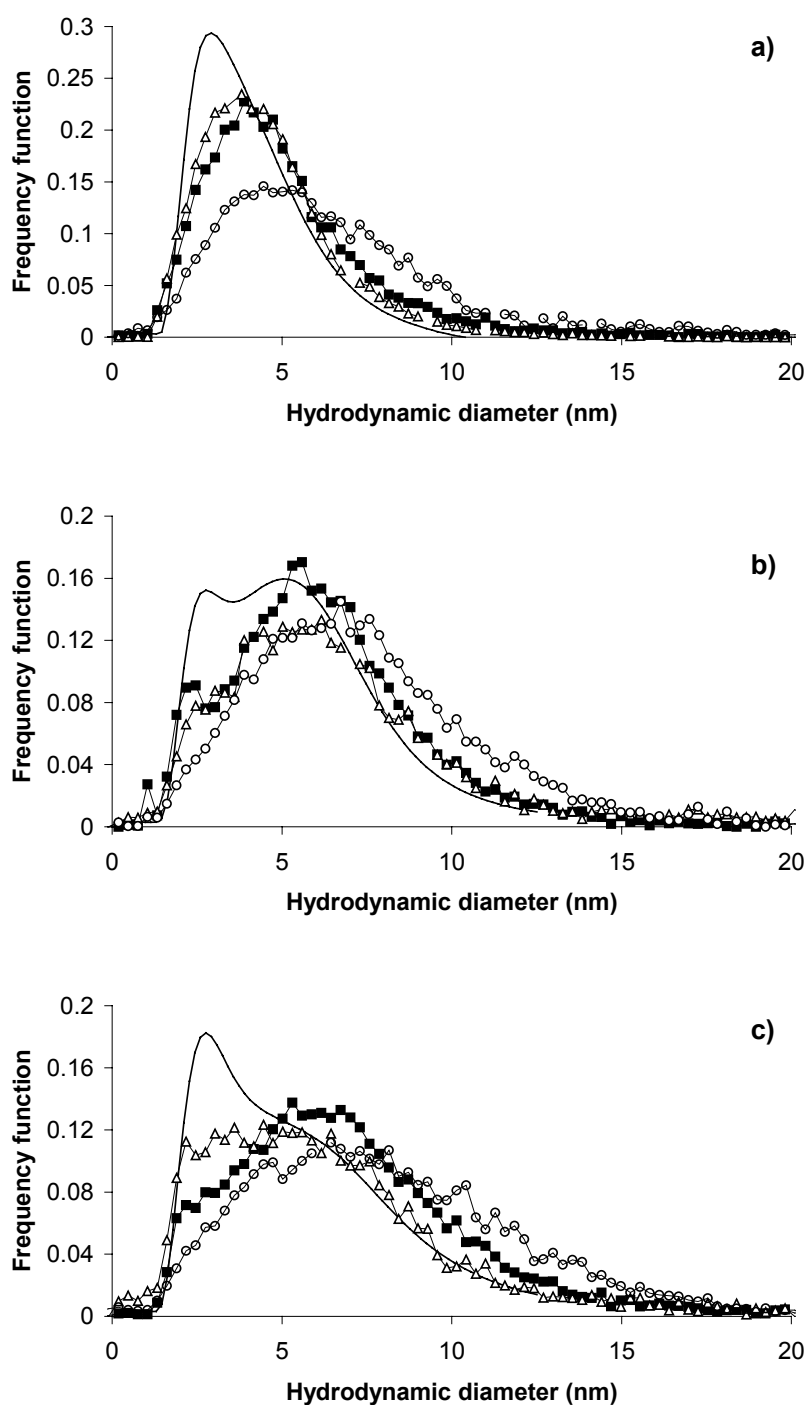 a)
Frequency function
0.3
0.25
0.2
0.15
0.1
0.05
0
0 5 10 15 20
Hydrodynamic diameter (nm)
b)
Frequency function
0.2
0.16
0.12
0.08
0.04
0
0 5 10 15 20
Hydrodynamic diameter (nm)
c)
Frequency function
0.2
0.16
0.12
0.08
0.04
0
0 5 10 15 20
Hydrodynamic diameter (nm)